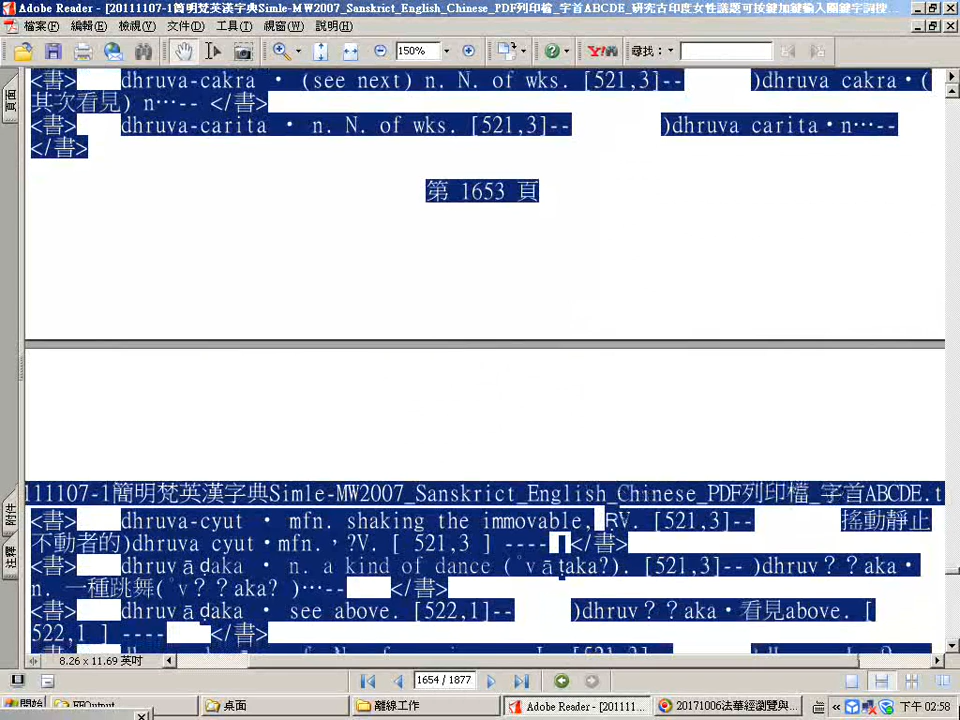 Adobe Reader - [20111107-1簡明梵英漢字典Simle-MW2007_Sanskrict_English_Chinese_PDF列印檔_字首ABCDE_研究古印度女性議題可按鍵加鍵輸入關鍵字詞搜...
檔案(F) 編輯(E) 檢視(V) 文件(D) 工具(T) 視窗(W) 說明(H)
150% Y! 尋找：
頁面
<書> dhruva-cakra · (see next) n. N. of wks. [521,3]-- )dhruva cakra·(
其次看見) n…-- </書>
<書> dhruva-carita · n. N. of wks. [521,3]-- )dhruva carita·n…--
</書>
第 1653 頁
111107-1簡明梵英漢字典Simle-MW2007_Sanskrict_English_Chinese_PDF列印檔_字首ABCDE.t
附件
<書> dhruva-cyut · mfn. shaking the immovable, ṚV. [521,3]-- 搖動靜止
不動者的)dhruva cyut·mfn.，?V. [ 521,3 ] ---- </書>
註釋
<書> dhruvāḍaka · n. a kind of dance (˚vāṭaka?). [521,3]-- )dhruv？？aka·
n. 一種跳舞(˚v？？aka? )…-- </書>
<書> dhruvāḍaka · see above. [522,1]-- )dhruv？？aka·看見above. [
522,1 ] ---- </書>
8.26 x 11.69 英吋
1654 / 1877
開始 FFOutput 桌面 離線工作 Adobe Reader - [201111... 20171006法華經瀏覽與... 下午 02:58